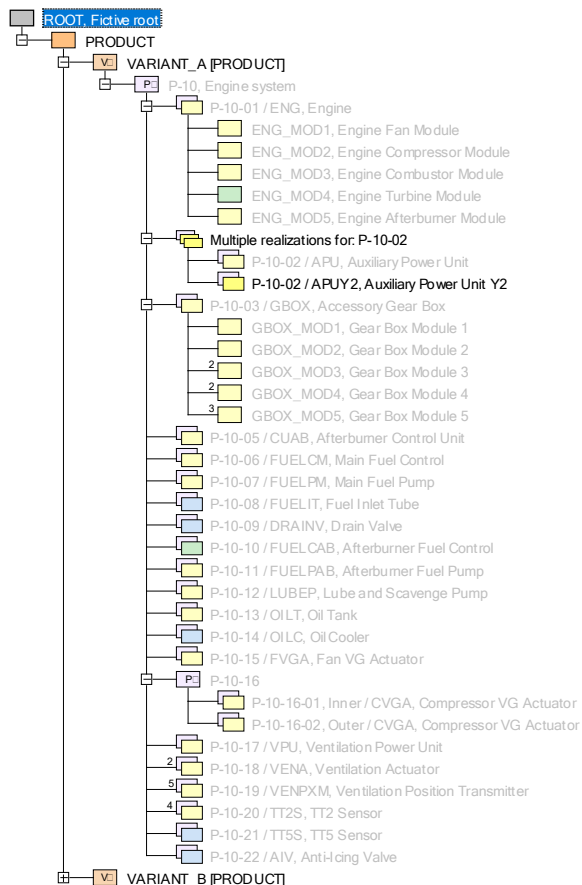 ROOT, Fictive root
PRODUCT
V VARIANT_A [PRODUCT]
P P-10, Engine system
P-10-01 / ENG, Engine
ENG_MOD1, Engine Fan Module
ENG_MOD2, Engine Compressor Module
ENG_MOD3, Engine Combustor Module
ENG_MOD4, Engine Turbine Module
ENG_MOD5, Engine Afterburner Module
Multiple realizations for: P-10-02
P-10-02 / APU, Auxiliary Power Unit
P-10-02 / APUY2, Auxiliary Power Unit Y2
P-10-03 / GBOX, Accessory Gear Box
GBOX_MOD1, Gear Box Module 1
GBOX_MOD2, Gear Box Module 2
2 GBOX_MOD3, Gear Box Module 3
2 GBOX_MOD4, Gear Box Module 4
3 GBOX_MOD5, Gear Box Module 5
P-10-05 / CUAB, Afterburner Control Unit
P-10-06 / FUELCM, Main Fuel Control
P-10-07 / FUELPM, Main Fuel Pump
P-10-08 / FUELIT, Fuel Inlet Tube
P-10-09 / DRAINV, Drain Valve
P-10-10 / FUELCAB, Afterburner Fuel Control
P-10-11 / FUELPAB, Afterburner Fuel Pump
P-10-12 / LUBEP, Lube and Scavenge Pump
P-10-13 / OILT, Oil Tank
P-10-14 / OILC, Oil Cooler
P-10-15 / FVGA, Fan VG Actuator
P P-10-16
P-10-16-01, Inner / CVGA, Compressor VG Actuator
P-10-16-02, Outer / CVGA, Compressor VG Actuator
P-10-17 / VPU, Ventilation Power Unit
2 P-10-18 / VENA, Ventilation Actuator
5 P-10-19 / VENPXM, Ventilation Position Transmitter
4 P-10-20 / TT2S, TT2 Sensor
P-10-21 / TT5S, TT5 Sensor
P-10-22 / AIV, Anti-Icing Valve
V VARIANT_B [PRODUCT]